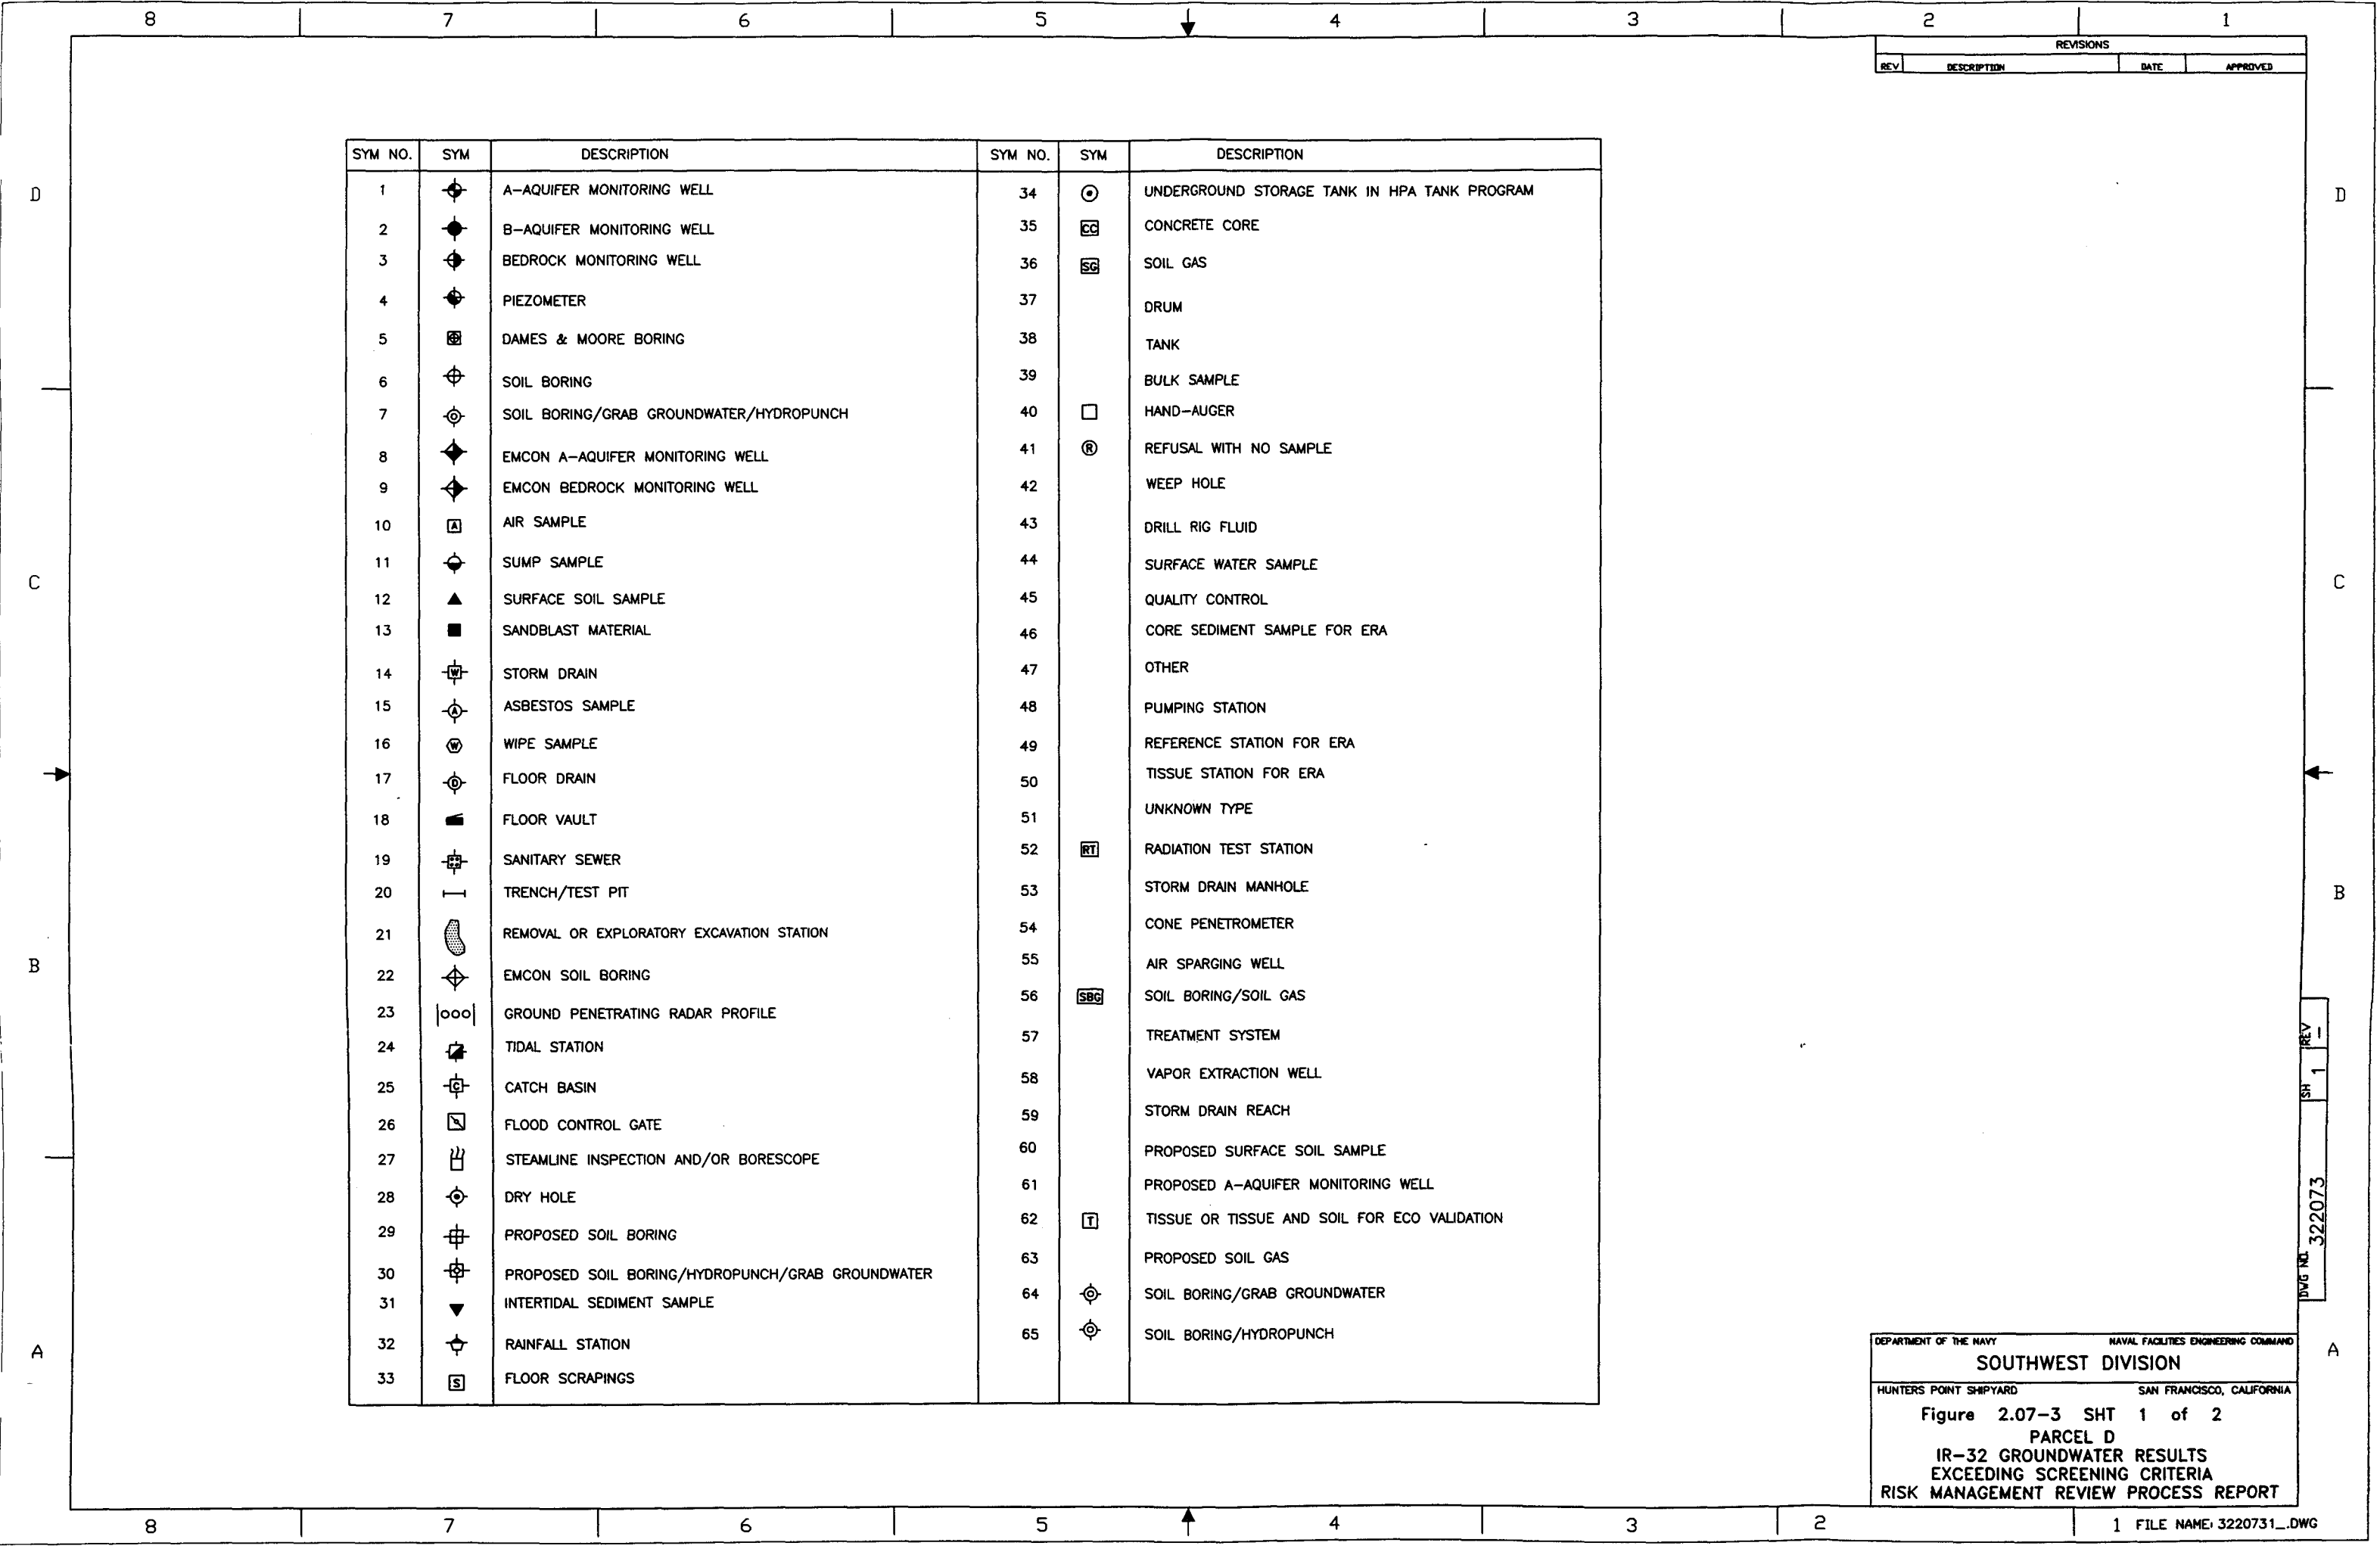 8 7 6 5 4 3 2 1
REVISIONS
REV DESCRIPTION DATE APPROVED
SYM NO. SYM DESCRIPTION
1 A-AQUIFER MONITORING WELL
2 B-AQUIFER MONITORING WELL
3 BEDROCK MONITORING WELL
4 PIEZOMETER
5 DAMES & MOORE BORING
6 SOIL BORING
7 SOIL BORING/GRAB GROUNDWATER/HYDROPUNCH
8 EMCON A-AQUIFER MONITORING WELL
9 EMCON BEDROCK MONITORING WELL
10 A AIR SAMPLE
11 SUMP SAMPLE
12 SURFACE SOIL SAMPLE
13 SANDBLAST MATERIAL
14 W STORM DRAIN
15 A ASBESTOS SAMPLE
16 W WIPE SAMPLE
17 D FLOOR DRAIN
18 FLOOR VAULT
19 SANITARY SEWER
20 TRENCH/TEST PIT
21 REMOVAL OR EXPLORATORY EXCAVATION STATION
22 EMCON SOIL BORING
23 GROUND PENETRATING RADAR PROFILE
24 TIDAL STATION
25 C CATCH BASIN
26 FLOOD CONTROL GATE
27 STEAMLINE INSPECTION AND/OR BORESCOPE
28 DRY HOLE
29 PROPOSED SOIL BORING
30 PROPOSED SOIL BORING/HYDROPUNCH/GRAB GROUNDWATER
31 INTERTIDAL SEDIMENT SAMPLE
32 RAINFALL STATION
33 S FLOOR SCRAPINGS
SYM NO. SYM DESCRIPTION
34 UNDERGROUND STORAGE TANK IN HPA TANK PROGRAM
35 CC CONCRETE CORE
36 SG SOIL GAS
37 DRUM
38 TANK
39 BULK SAMPLE
40 HAND-AUGER
41 R REFUSAL WITH NO SAMPLE
42 WEEP HOLE
43 DRILL RIG FLUID
44 SURFACE WATER SAMPLE
45 QUALITY CONTROL
46 CORE SEDIMENT SAMPLE FOR ERA
47 OTHER
48 PUMPING STATION
49 REFERENCE STATION FOR ERA
50 TISSUE STATION FOR ERA
51 UNKNOWN TYPE
52 RT RADIATION TEST STATION
53 STORM DRAIN MANHOLE
54 CONE PENETROMETER
55 AIR SPARGING WELL
56 SBG SOIL BORING/SOIL GAS
57 TREATMENT SYSTEM
58 VAPOR EXTRACTION WELL
59 STORM DRAIN REACH
60 PROPOSED SURFACE SOIL SAMPLE
61 PROPOSED A-AQUIFER MONITORING WELL
62 T TISSUE OR TISSUE AND SOIL FOR ECO VALIDATION
63 PROPOSED SOIL GAS
64 SOIL BORING/GRAB GROUNDWATER
65 SOIL BORING/HYDROPUNCH
D
C
B
A
D
C
B
A
DWG NO. 322073 SH 1 REV -
DEPARTMENT OF THE NAVY NAVAL FACILITIES ENGINEERING COMMAND
SOUTHWEST DIVISION
HUNTERS POINT SHIPYARD SAN FRANCISCO, CALIFORNIA
Figure 2.07-3 SHT 1 of 2
PARCEL D
IR-32 GROUNDWATER RESULTS
EXCEEDING SCREENING CRITERIA
RISK MANAGEMENT REVIEW PROCESS REPORT
8 7 6 5 4 3 2 1 FILE NAME: 3220731_.DWG